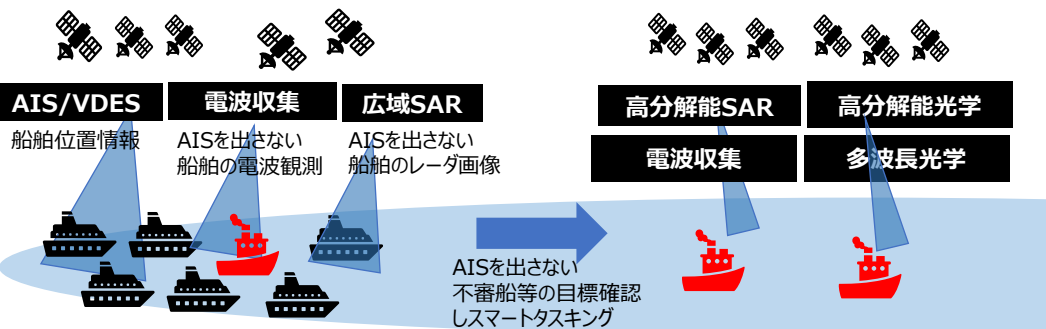 AIS/VDES
船舶位置情報
電波収集
AISを出さない
船舶の電波観測
広域SAR
AISを出さない
船舶のレーダ画像
AISを出さない
不審船等の目標確認
しスマートタスキング
高分解能SAR
電波収集
高分解能光学
多波長光学